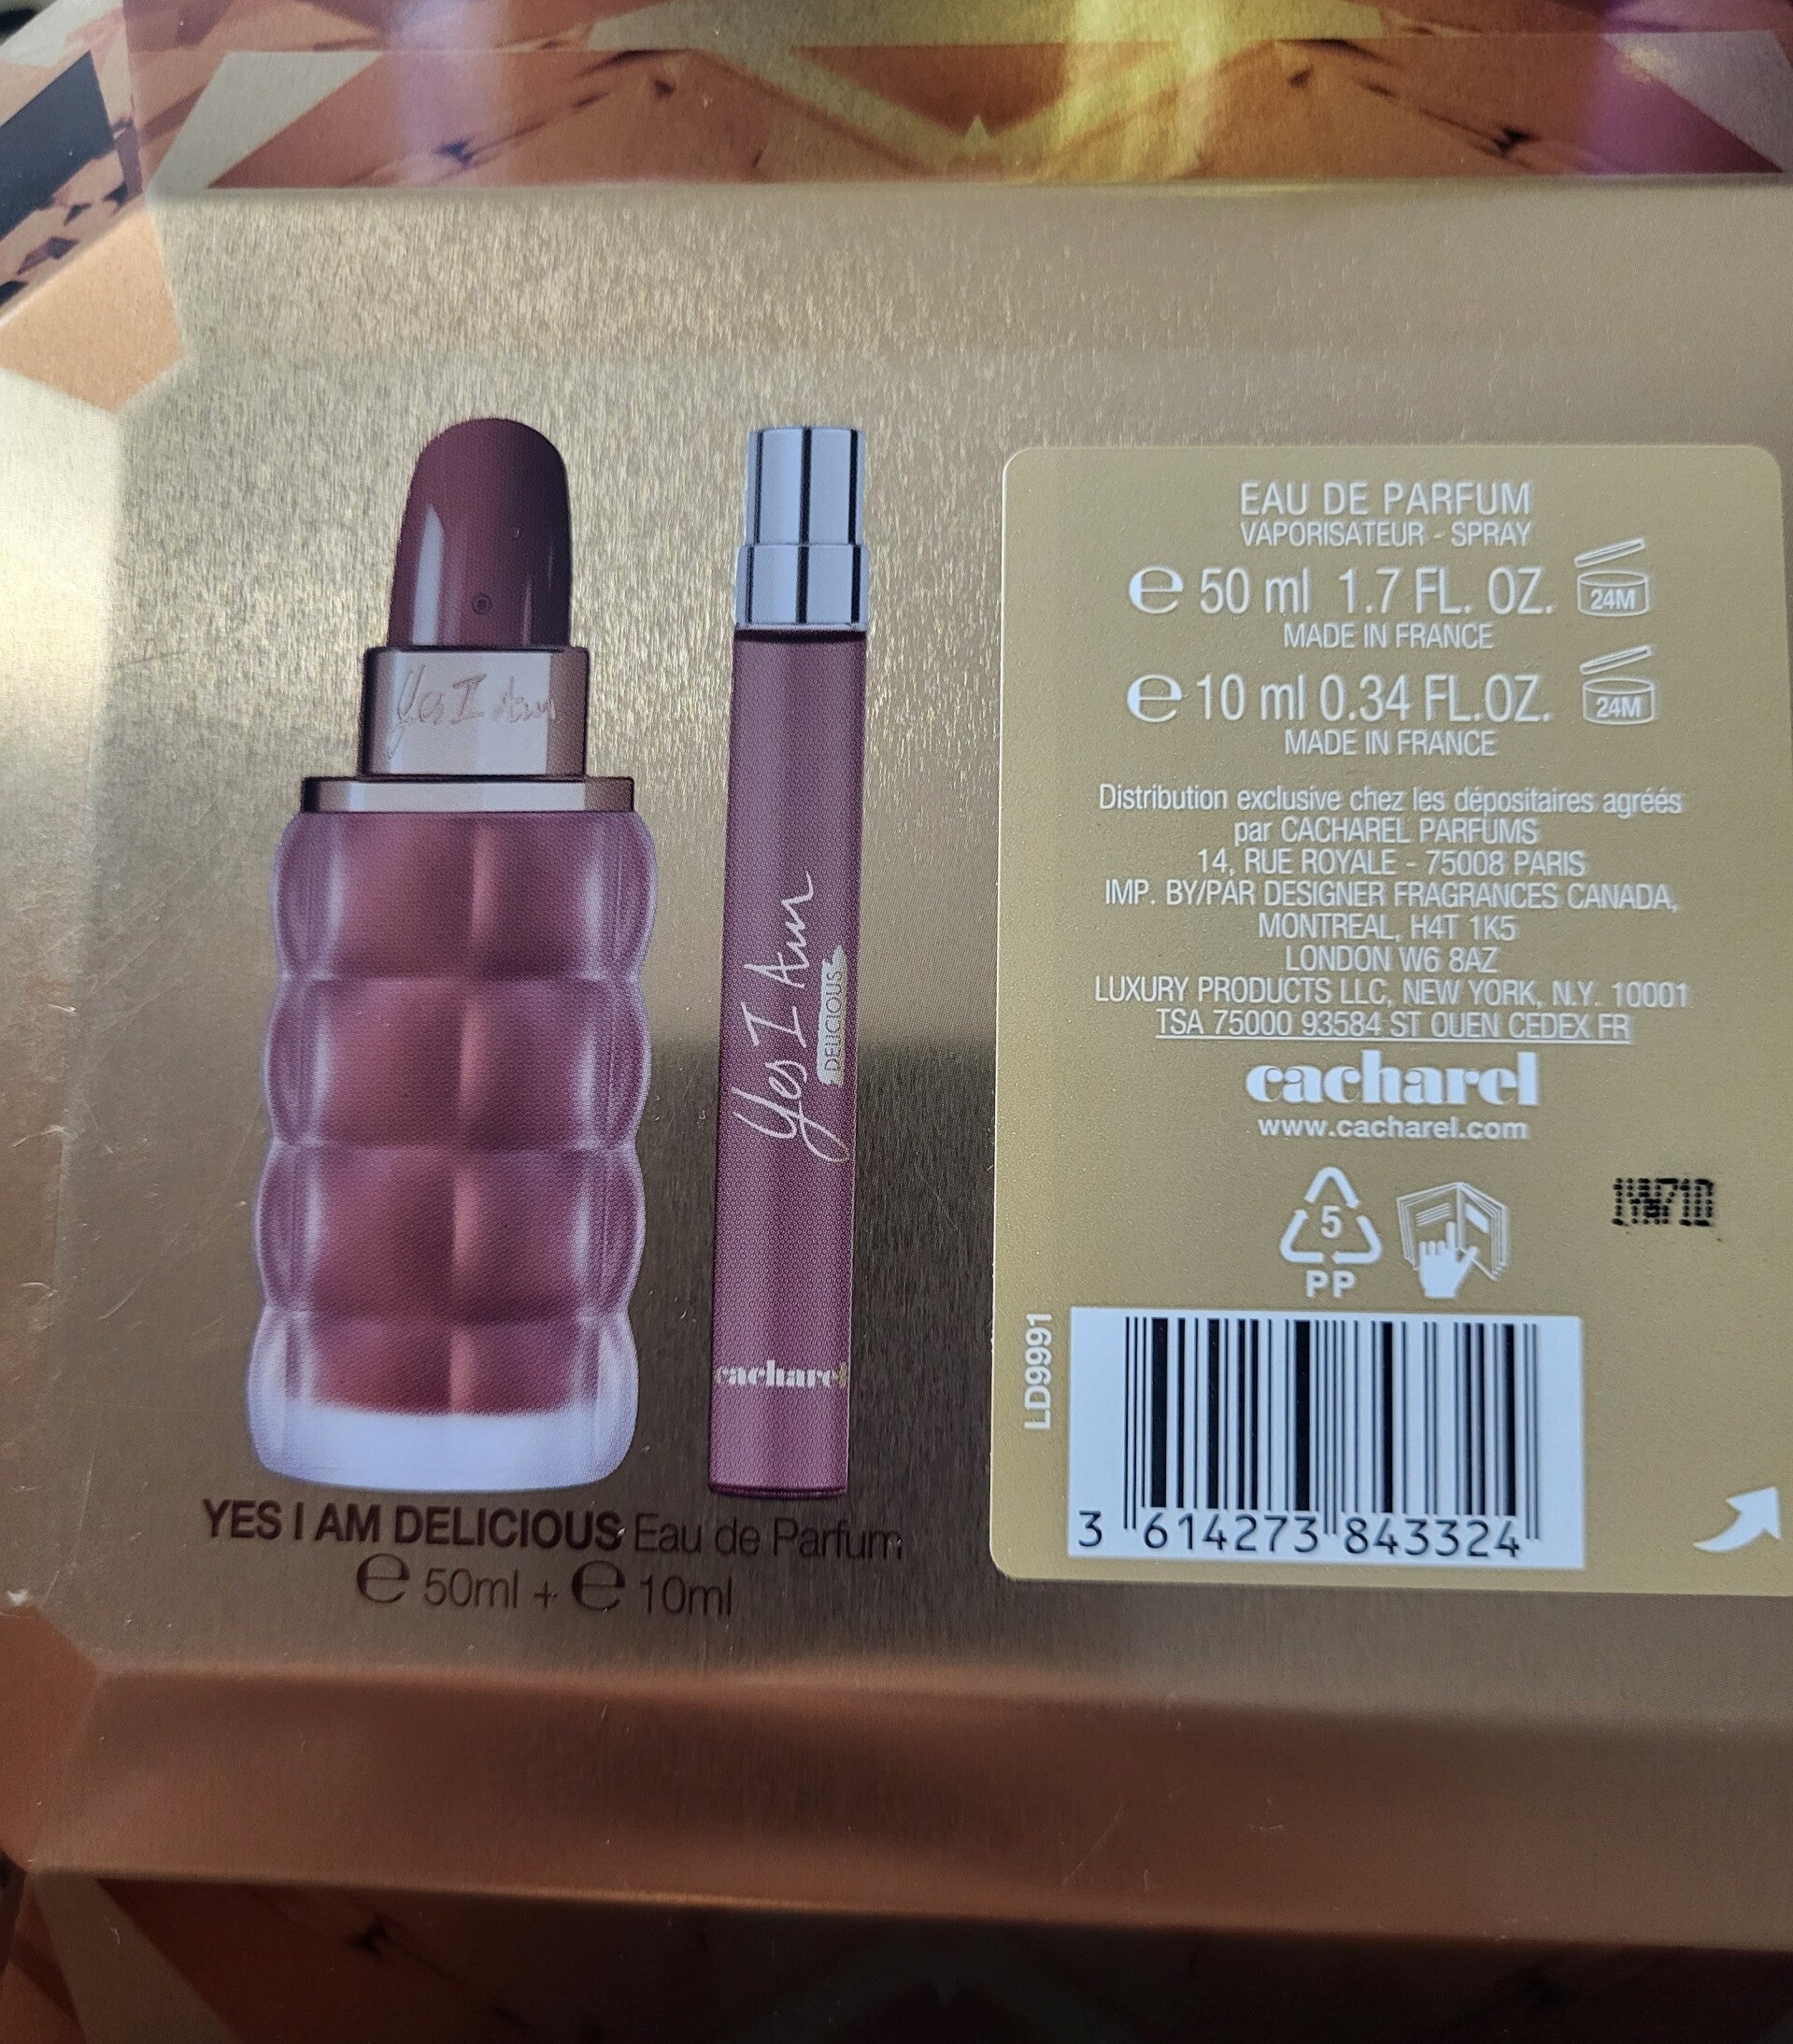 Yes I Am
Yes I Am
DELICIOUS
cacharel
YES I AM DELICIOUS Eau de Parfum
e 50ml + e 10ml
EAU DE PARFUM
VAPORISATEUR - SPRAY
e 50 ml 1.7 FL. OZ. 24M
MADE IN FRANCE
e 10 ml 0.34 FL.OZ. 24M
MADE IN FRANCE
Distribution exclusive chez les dépositaires agréés
par CACHAREL PARFUMS
14, RUE ROYALE - 75008 PARIS
IMP. BY/PAR DESIGNER FRAGRANCES CANADA,
MONTREAL, H4T 1K5
LONDON W6 8AZ
LUXURY PRODUCTS LLC, NEW YORK, N.Y. 10001
TSA 75000 93584 ST OUEN CEDEX FR
cacharel
www.cacharel.com
5
PP
LD9991
3 614273 843324